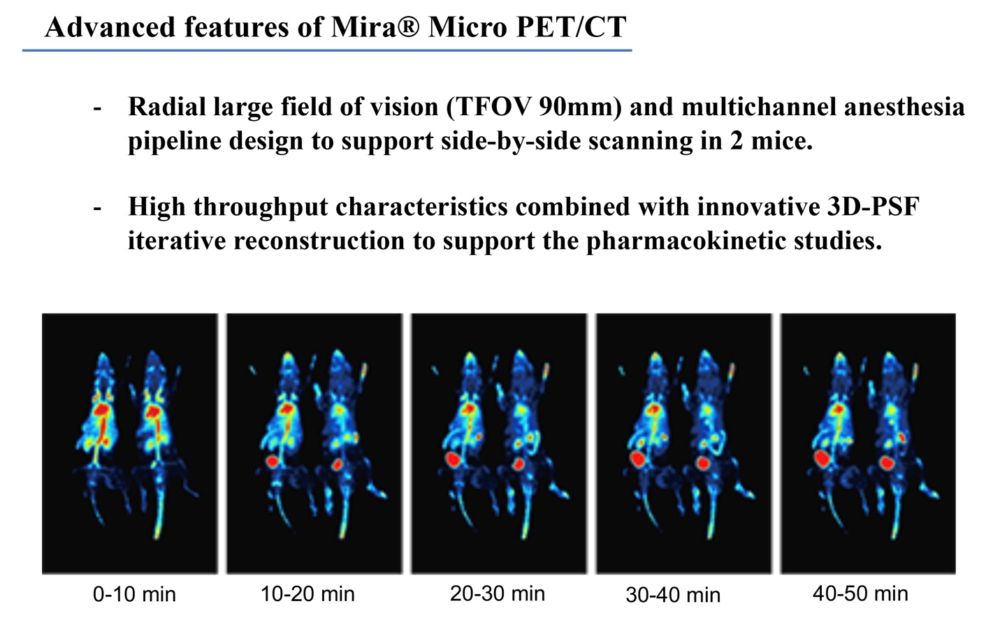 Advanced features of Mira® Micro PET/CT
- Radial large field of vision (TFOV 90mm) and multichannel anesthesia
pipeline design to support side-by-side scanning in 2 mice.
- High throughput characteristics combined with innovative 3D-PSF
iterative reconstruction to support the pharmacokinetic studies.
0-10 min 10-20 min 20-30 min 30-40 min 40-50 min